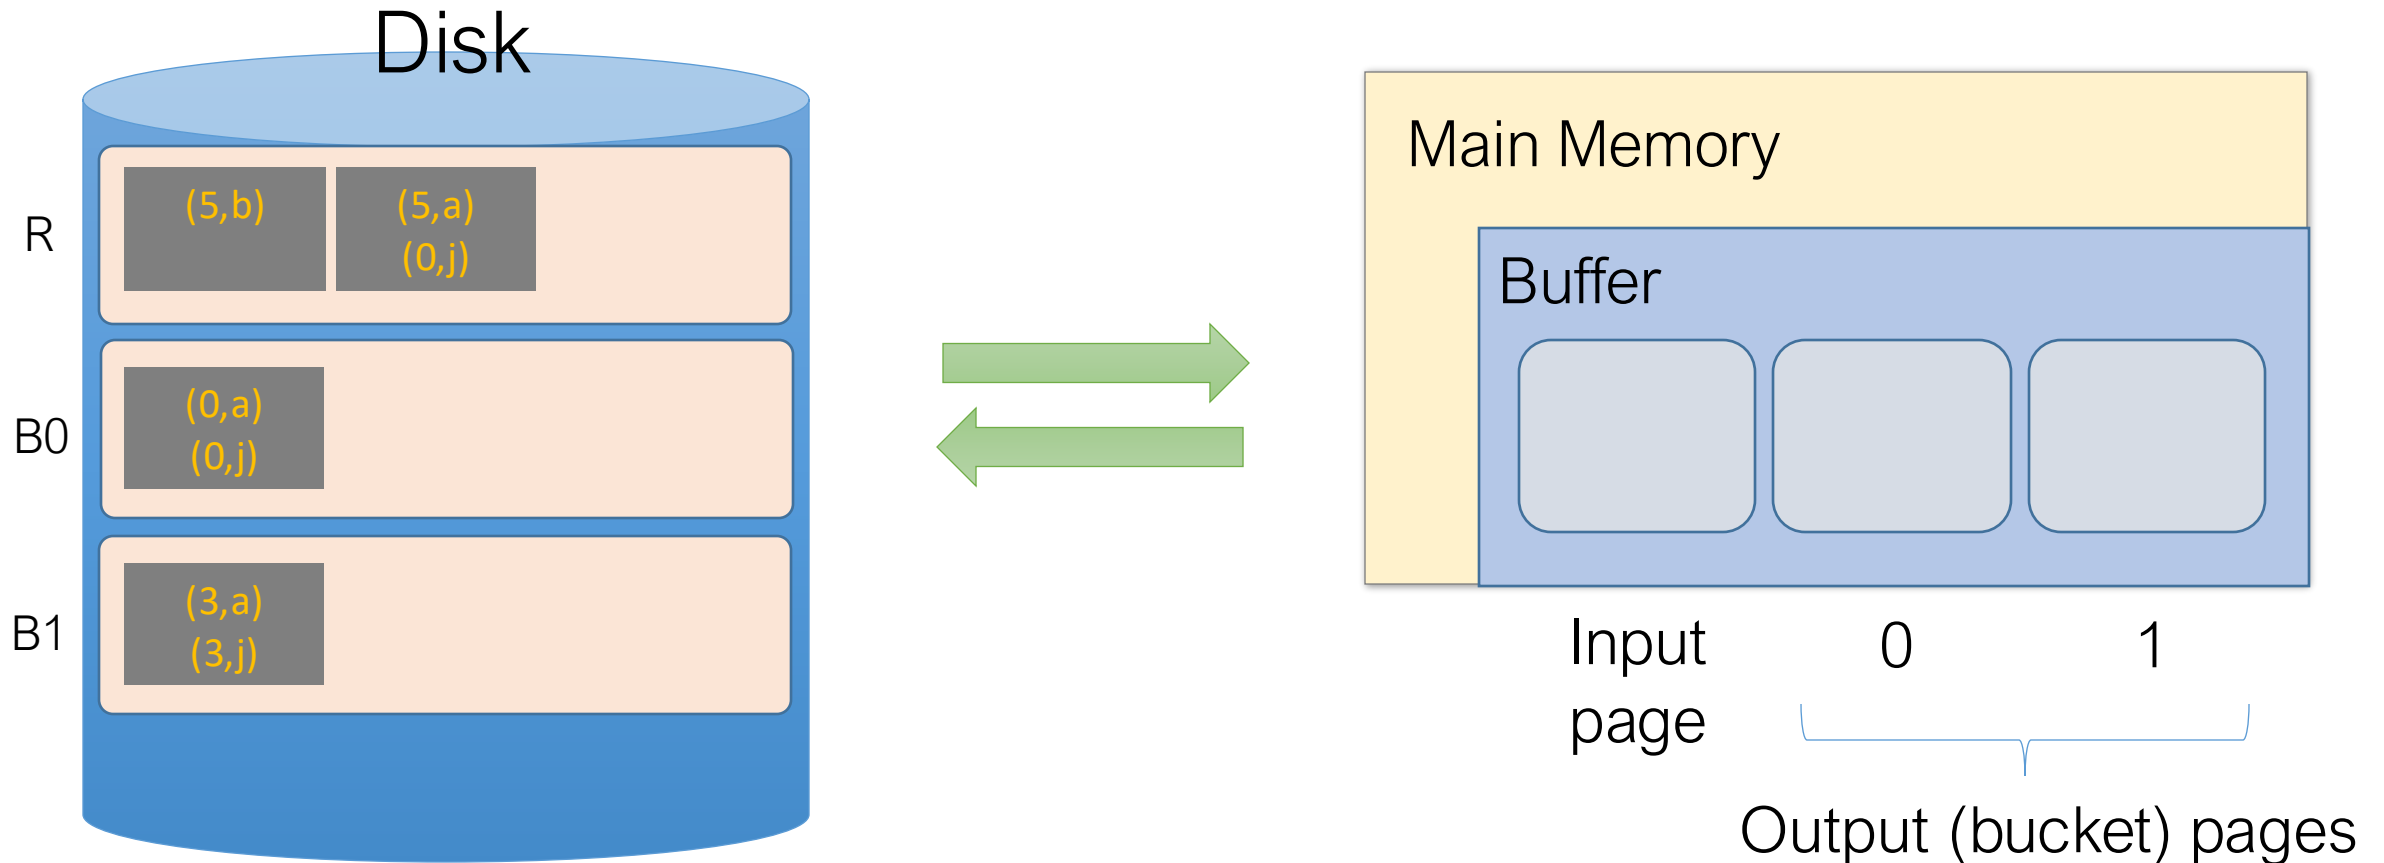 Disk
R
(5,b)
(5,a)
(0,j)
B0
(0,a)
(0,j)
B1
(3,a)
(3,j)
Main Memory
Buffer
Input
page
0
1
Output (bucket) pages